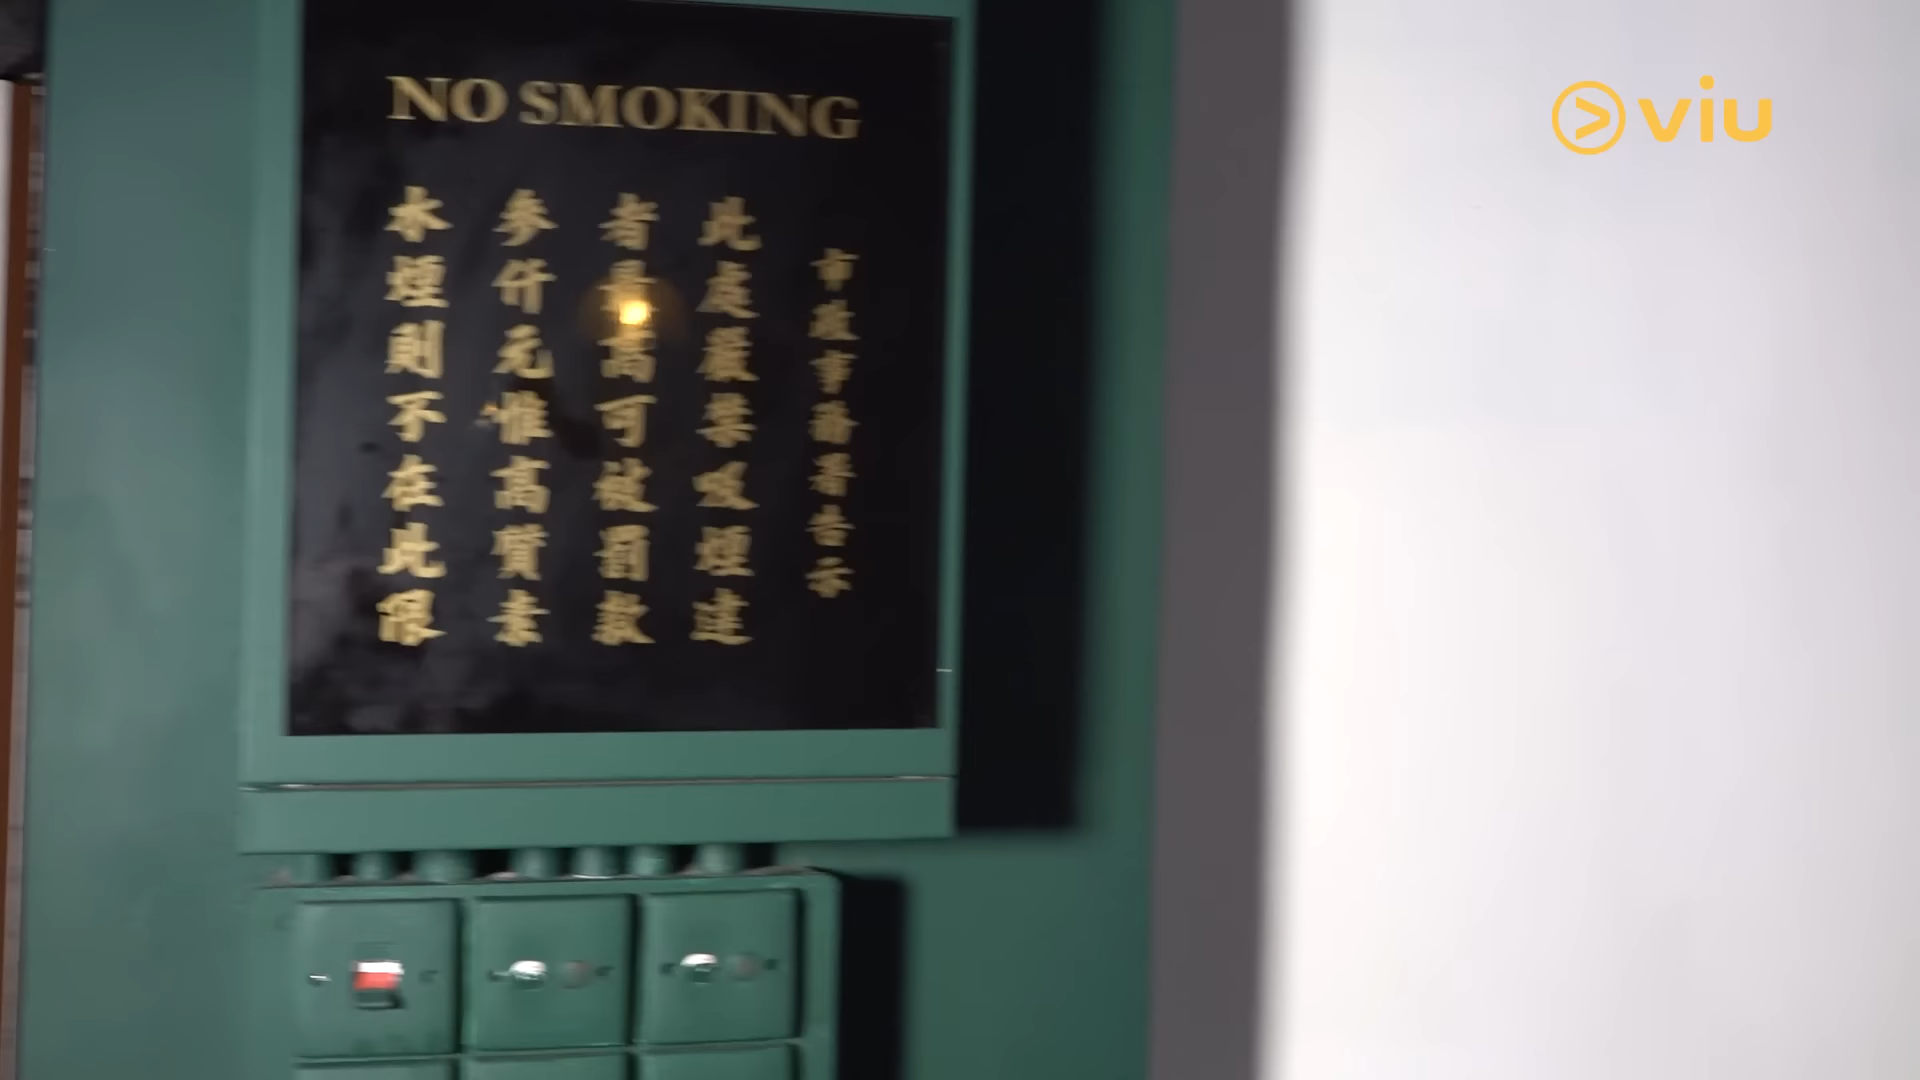 NO SMOKING
市政事務署告示
此處嚴禁吸煙違
者最高可被罰款
參仟元惟高質素
水煙則不在此限
viu